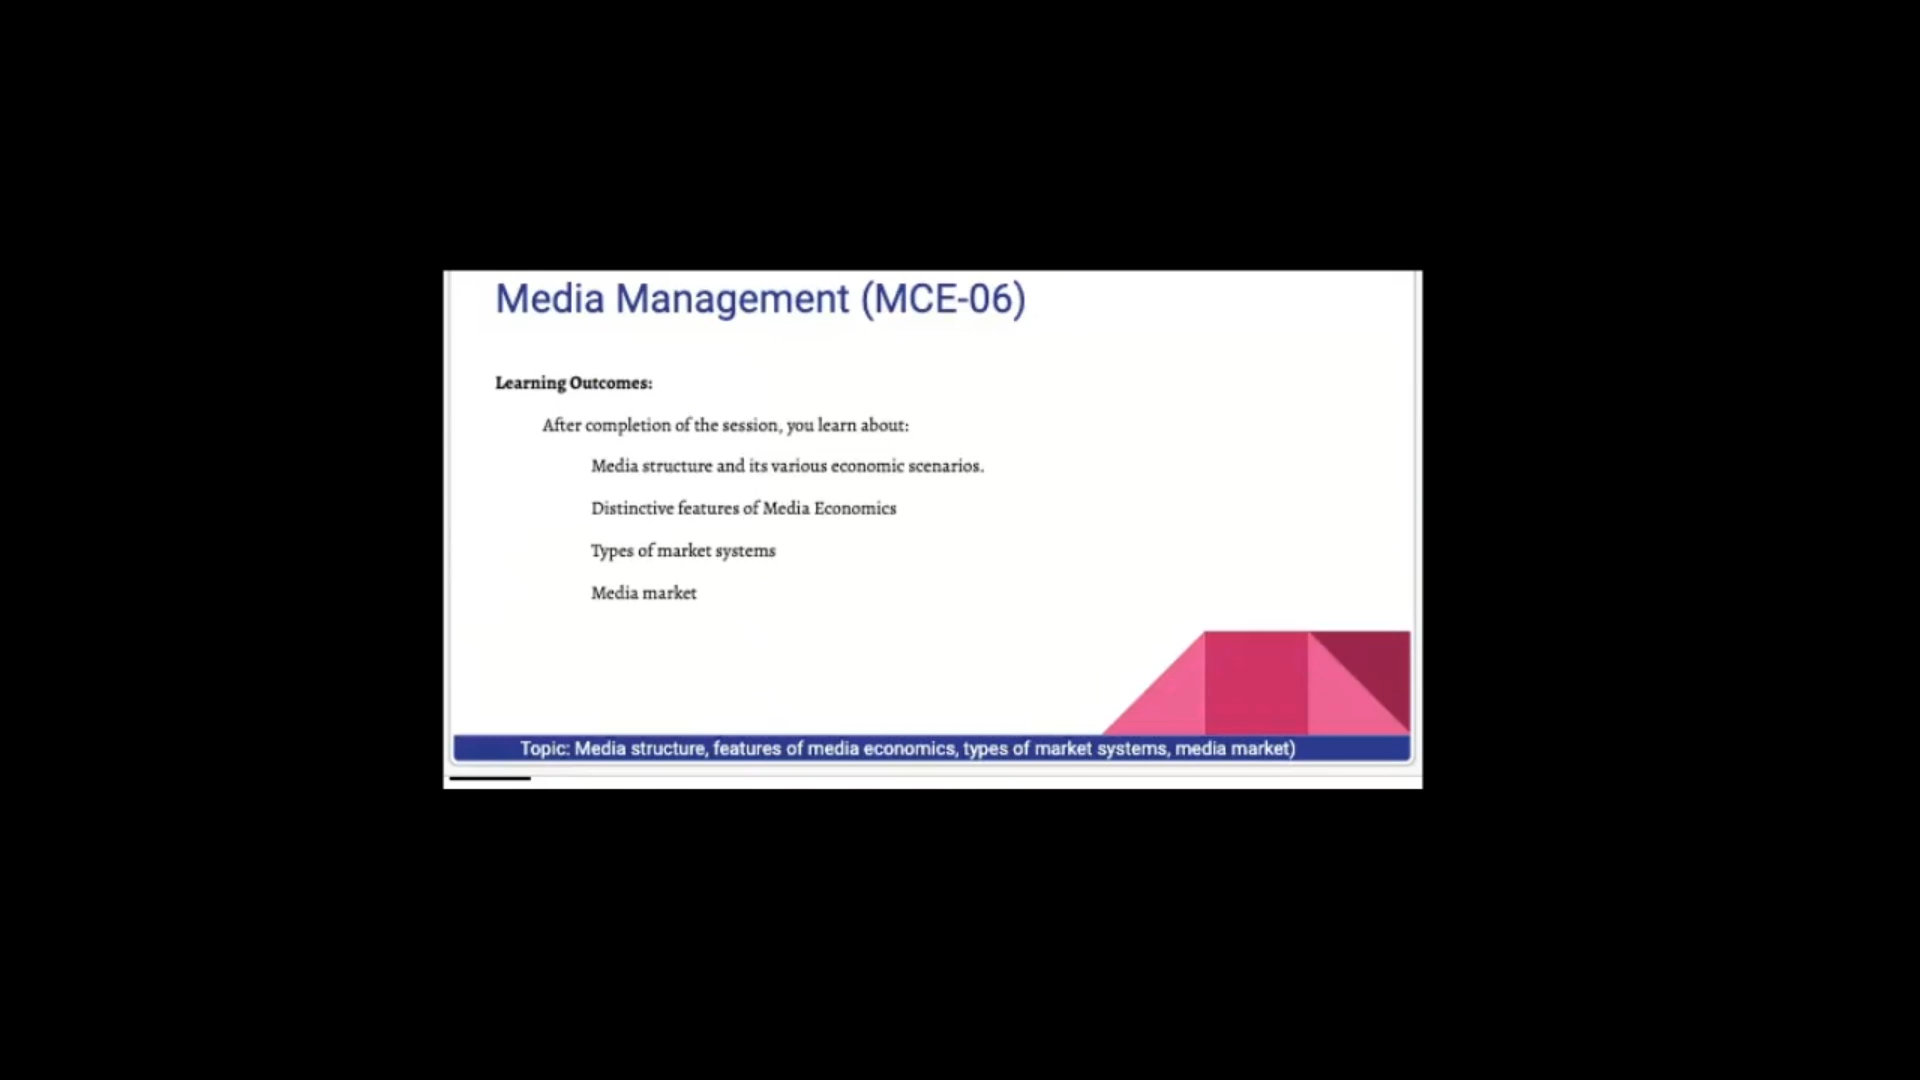 Media Management (MCE-06)
Learning Outcomes:
After completion of the session, you learn about:
Media structure and its various economic scenarios.
Distinctive features of Media Economics
Types of market systems
Media market
Topic: Media structure, features of media economics, types of market systems, media market)